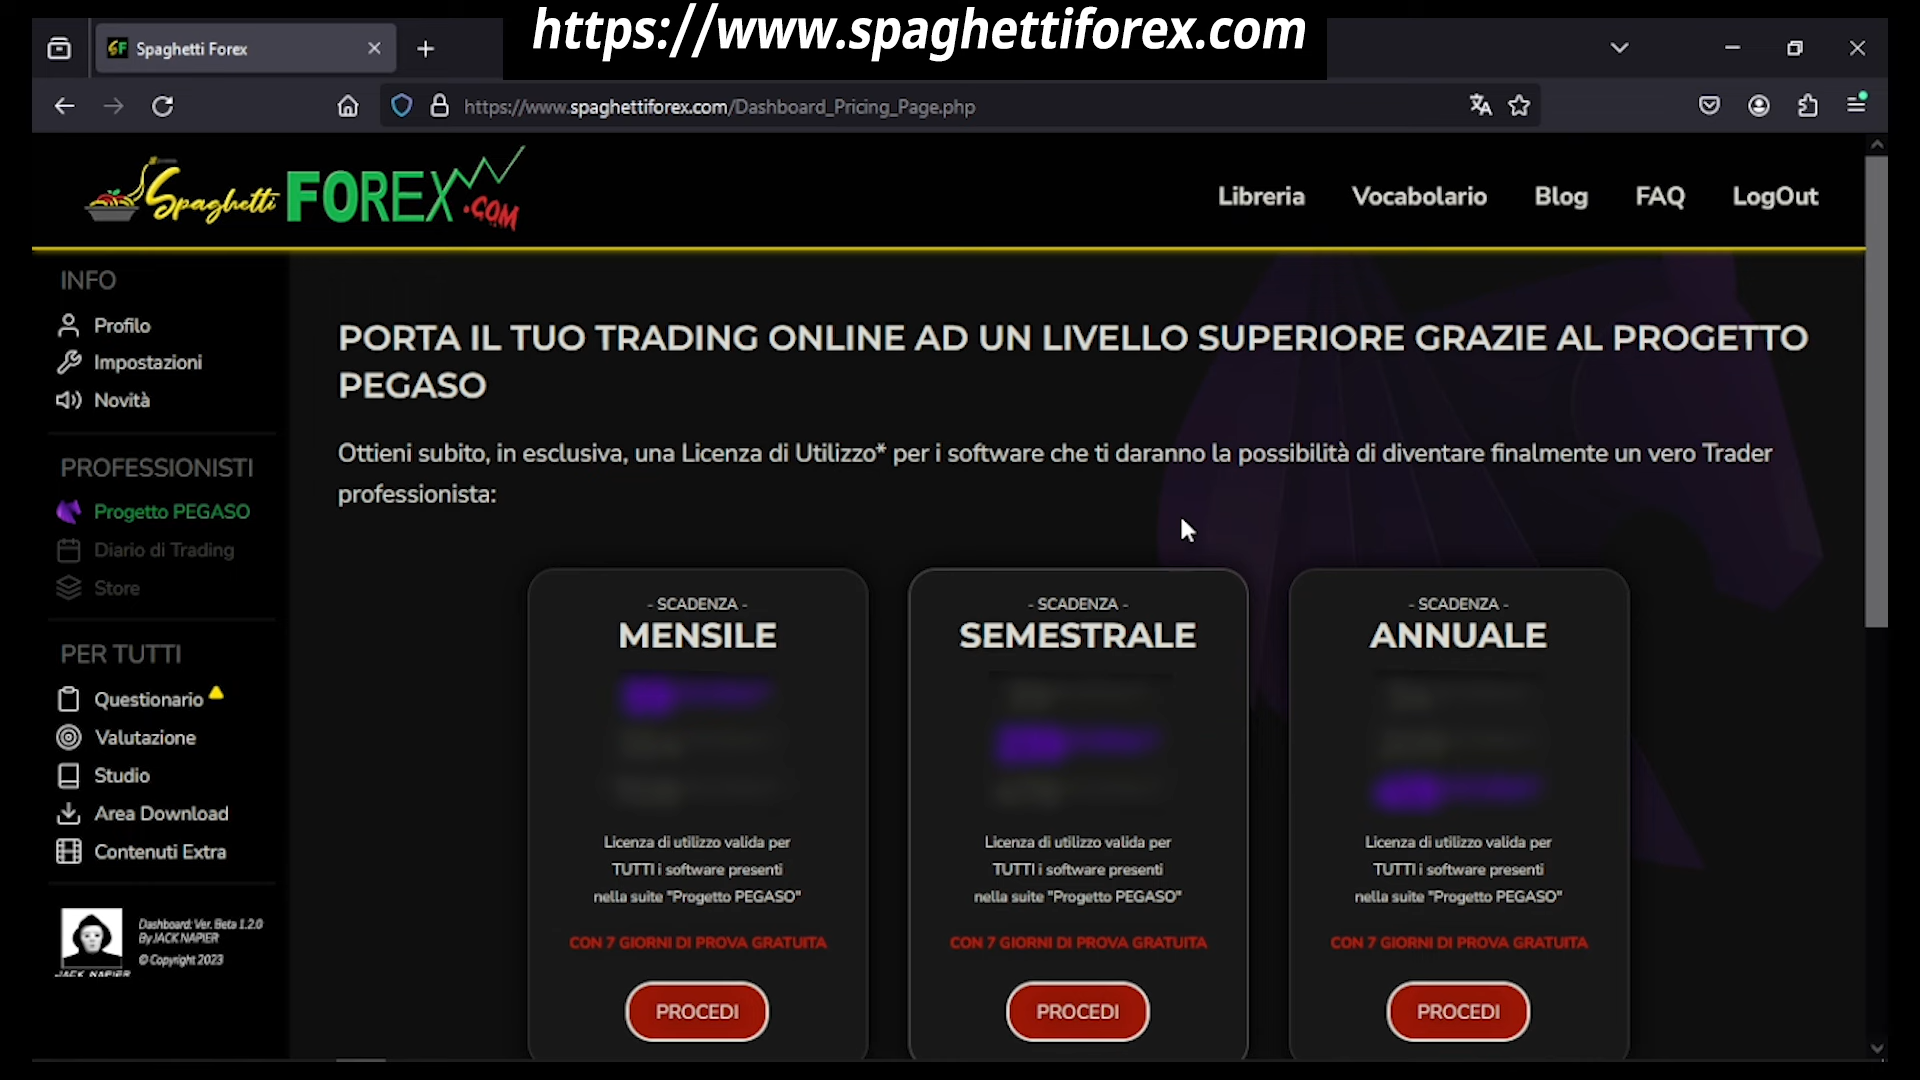 https://www.spaghettiforex.com
Spaghetti Forex
https://www.spaghettiforex.com/Dashboard_Pricing_Page.php
Spaghetti FOREX .COM
Libreria
Vocabolario
Blog
FAQ
LogOut
INFO
Profilo
Impostazioni
Novità
PROFESSIONISTI
Progetto PEGASO
Diario di Trading
Store
PER TUTTI
Questionario
Valutazione
Studio
Area Download
Contenuti Extra
Dashboard: Ver. Beta 1.2.0
By JACK NAPIER
© Copyright 2023
JACK NAPIER
PORTA IL TUO TRADING ONLINE AD UN LIVELLO SUPERIORE GRAZIE AL PROGETTO
PEGASO
Ottieni subito, in esclusiva, una Licenza di Utilizzo* per i software che ti daranno la possibilità di diventare finalmente un vero Trader
professionista:
- SCADENZA -
MENSILE
Licenza di utilizzo valida per
TUTTI i software presenti
nella suite "Progetto PEGASO"
CON 7 GIORNI DI PROVA GRATUITA
PROCEDI
- SCADENZA -
SEMESTRALE
Licenza di utilizzo valida per
TUTTI i software presenti
nella suite "Progetto PEGASO"
CON 7 GIORNI DI PROVA GRATUITA
PROCEDI
- SCADENZA -
ANNUALE
Licenza di utilizzo valida per
TUTTI i software presenti
nella suite "Progetto PEGASO"
CON 7 GIORNI DI PROVA GRATUITA
PROCEDI